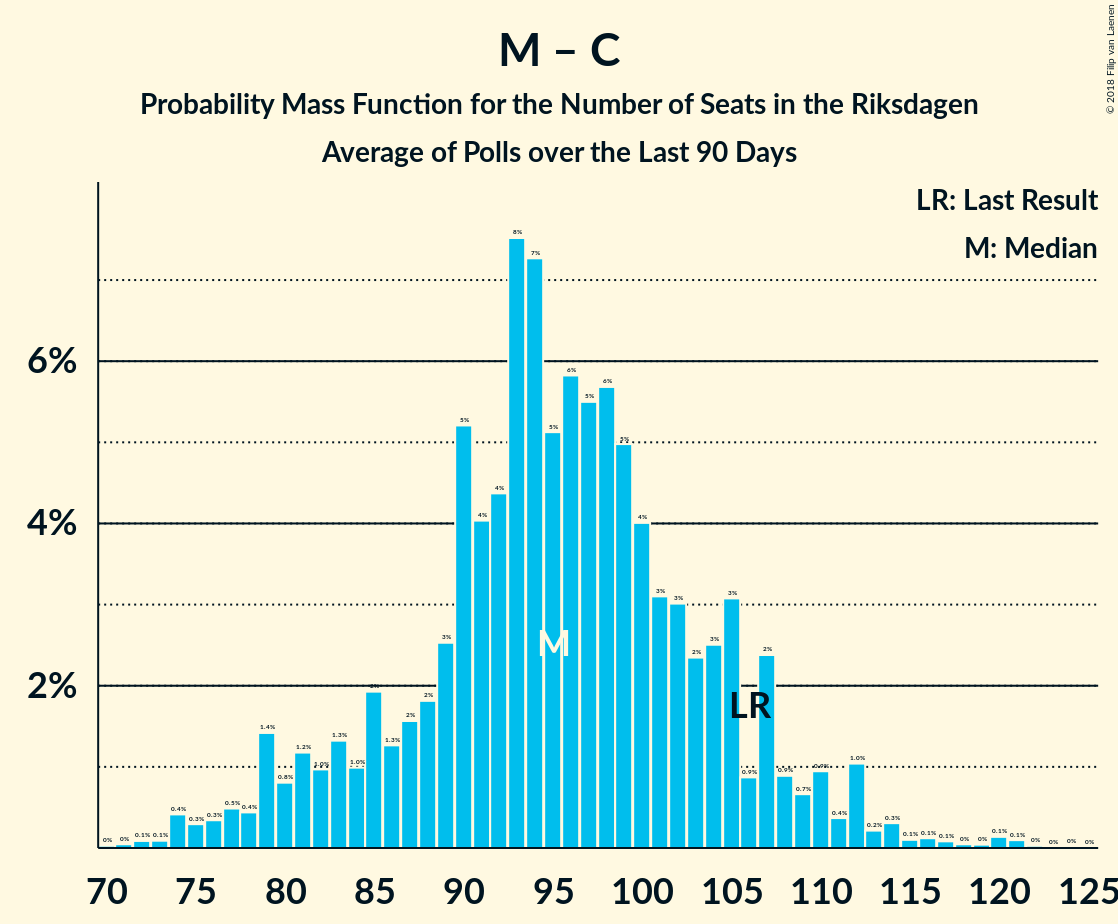 M – C
Probability Mass Function for the Number of Seats in the Riksdagen
Average of Polls over the Last 90 Days
© 2018 Filip van Laenen
LR: Last Result
M: Median
6%
4%
2%
0% 0% 0.1% 0.1% 0.4% 0.3% 0.3% 0.5% 0.4% 1.4% 0.8% 1.2% 1.0% 1.3% 1.0% 2% 1.3% 2% 2% 3% 5% 4% 4% 8% 7% 5% 6% 5% 6% 5% 4% 3% 3% 2% 3% 3% 0.9% 2% 0.9% 0.7% 0.9% 0.4% 1.0% 0.2% 0.3% 0.1% 0.1% 0.1% 0% 0% 0.1% 0.1% 0% 0% 0% 0%
M
LR
70 75 80 85 90 95 100 105 110 115 120 125